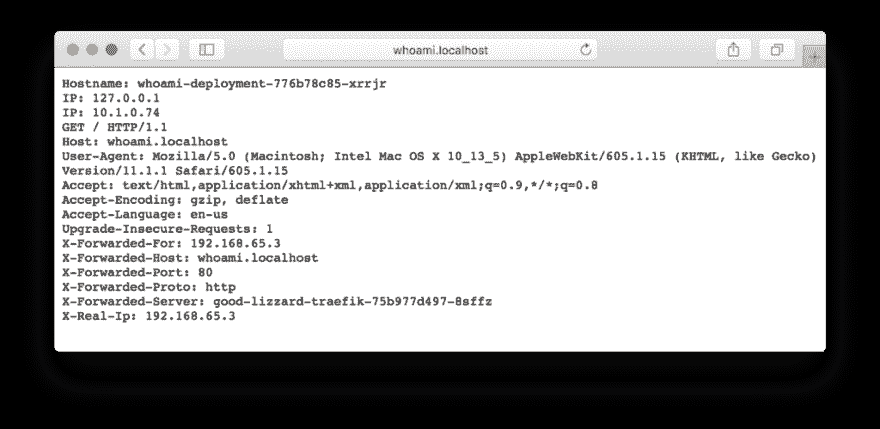 whoami.localhost
Hostname: whoami-deployment-776b78c85-xrrjr
IP: 127.0.0.1
IP: 10.1.0.74
GET / HTTP/1.1
Host: whoami.localhost
User-Agent: Mozilla/5.0 (Macintosh; Intel Mac OS X 10_13_5) AppleWebKit/605.1.15 (KHTML, like Gecko)
Version/11.1.1 Safari/605.1.15
Accept: text/html,application/xhtml+xml,application/xml;q=0.9,*/*;q=0.8
Accept-Encoding: gzip, deflate
Accept-Language: en-us
Upgrade-Insecure-Requests: 1
X-Forwarded-For: 192.168.65.3
X-Forwarded-Host: whoami.localhost
X-Forwarded-Port: 80
X-Forwarded-Proto: http
X-Forwarded-Server: good-lizzard-traefik-75b977d497-8sffz
X-Real-Ip: 192.168.65.3